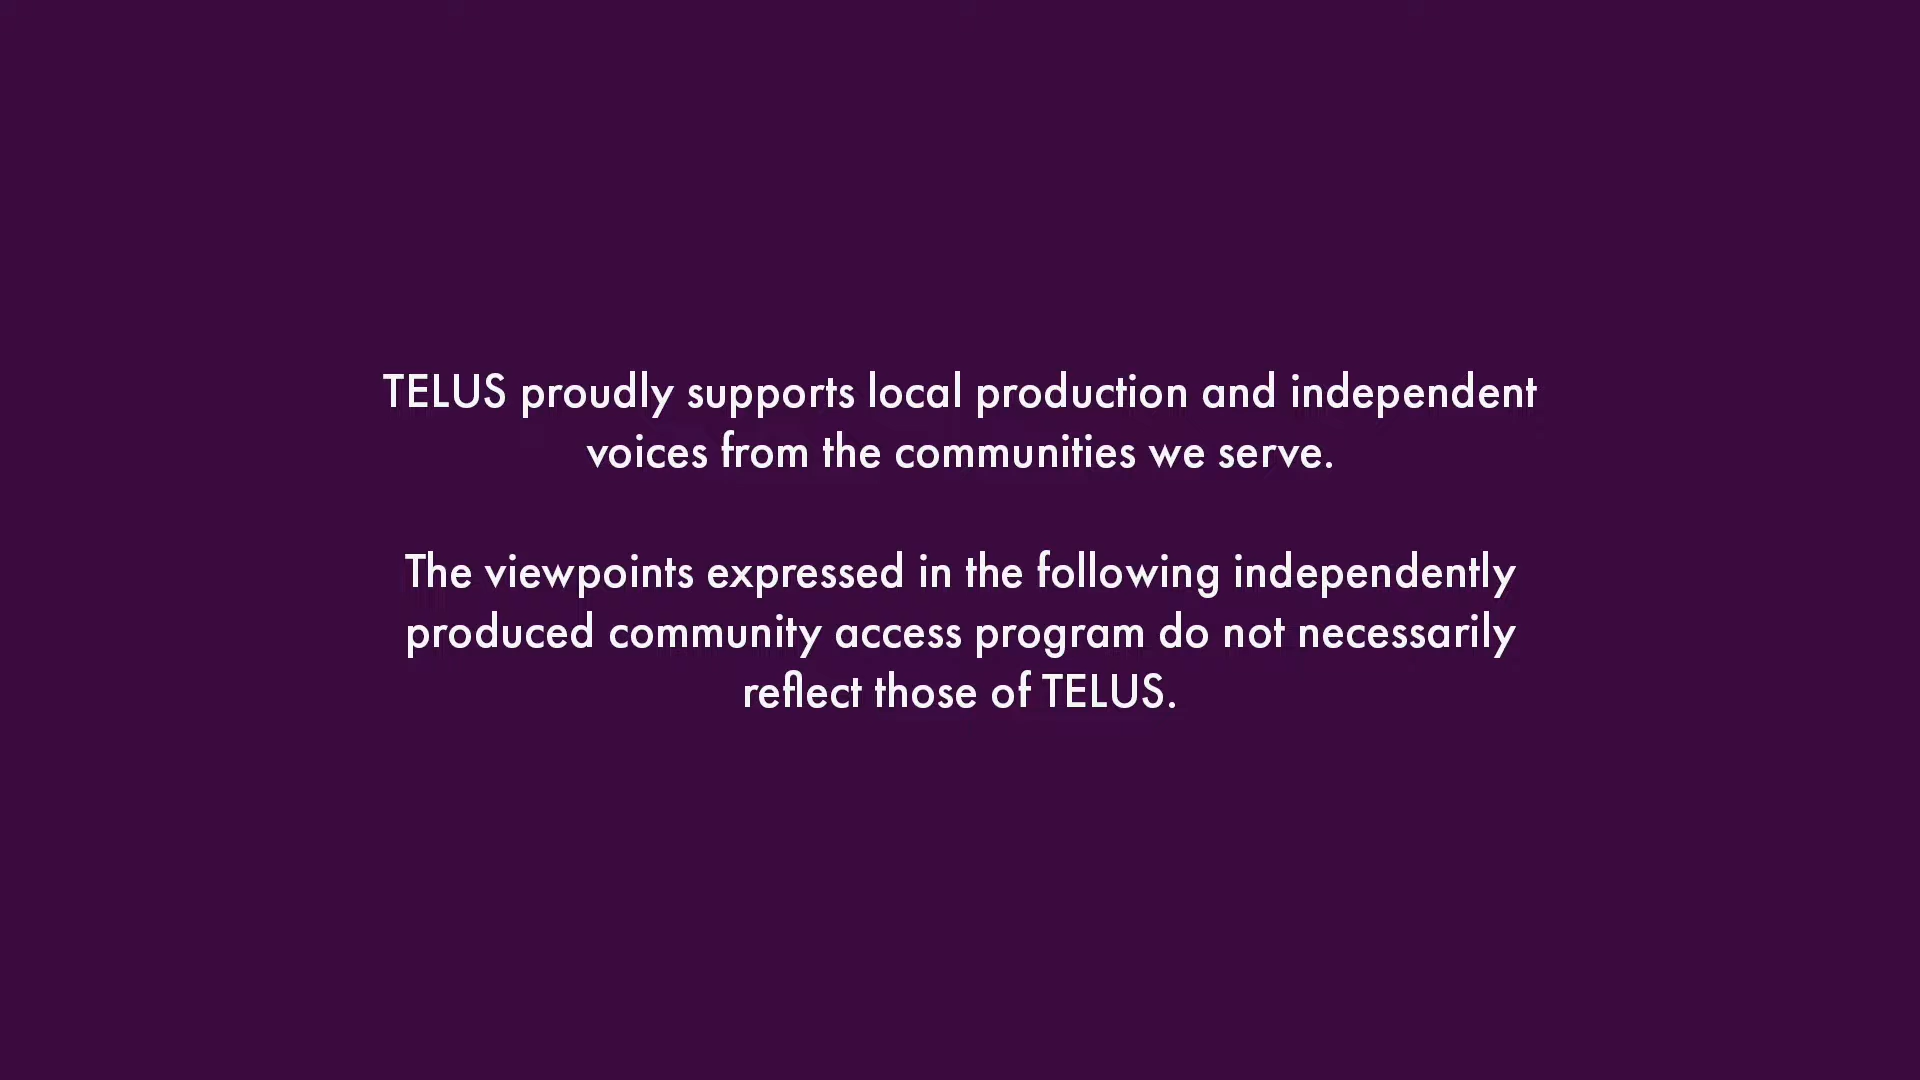 TELUS proudly supports local production and independent
voices from the communities we serve.
The viewpoints expressed in the following independently
produced community access program do not necessarily
reflect those of TELUS.